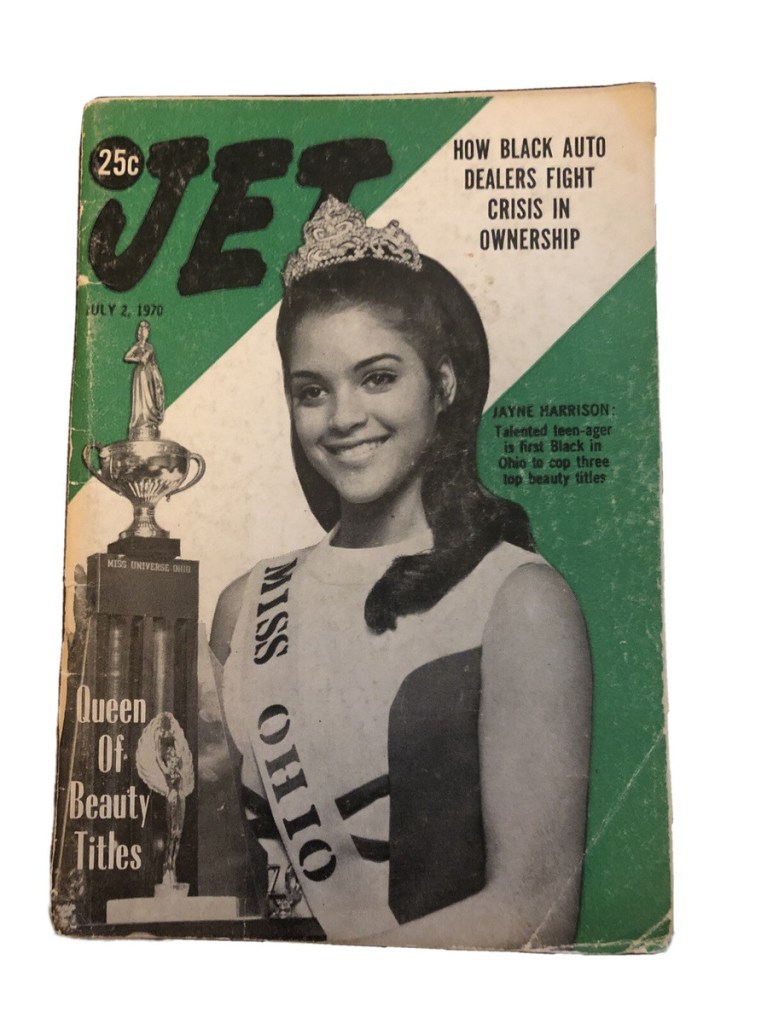 25c
JET
JULY 2, 1970
HOW BLACK AUTO
DEALERS FIGHT
CRISIS IN
OWNERSHIP
JAYNE HARRISON:
Talented teen-ager
is first Black in
Ohio to cop three
top beauty titles
MISS UNIVERSE OHIO
MISS OHIO
Queen
Of
Beauty
Titles